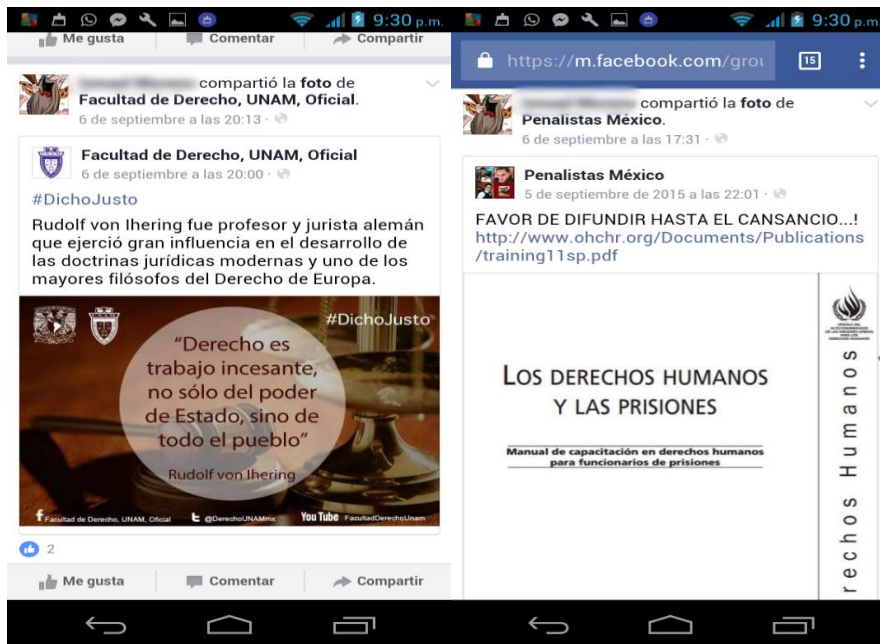 9:30 p.m.
Me gusta
Comentar
Compartir
compartió la foto de
Facultad de Derecho, UNAM, Oficial.
6 de septiembre a las 20:13 ·
Facultad de Derecho, UNAM, Oficial
6 de septiembre a las 20:00 ·
#DichoJusto
Rudolf von Ihering fue profesor y jurista alemán
que ejerció gran influencia en el desarrollo de
las doctrinas jurídicas modernas y uno de los
mayores filósofos del Derecho de Europa.
#DichoJusto
“Derecho es
trabajo incesante,
no sólo del poder
de Estado, sino de
todo el pueblo”
Rudolf von Ihering
Facultad de Derecho, UNAM, Oficial
@DerechoUNAMmx
You Tube FacultadDerechoUnam
2
Me gusta
Comentar
Compartir
9:30 p.m.
https://m.facebook.com/grou
15
compartió la foto de
Penalistas México.
6 de septiembre a las 17:31 ·
Penalistas México
5 de septiembre de 2015 a las 22:01 ·
FAVOR DE DIFUNDIR HASTA EL CANSANCIO...!
http://www.ohchr.org/Documents/Publications
/training11sp.pdf
LOS DERECHOS HUMANOS
Y LAS PRISIONES
Manual de capacitación en derechos humanos
para funcionarios de prisiones
rechos Humanos